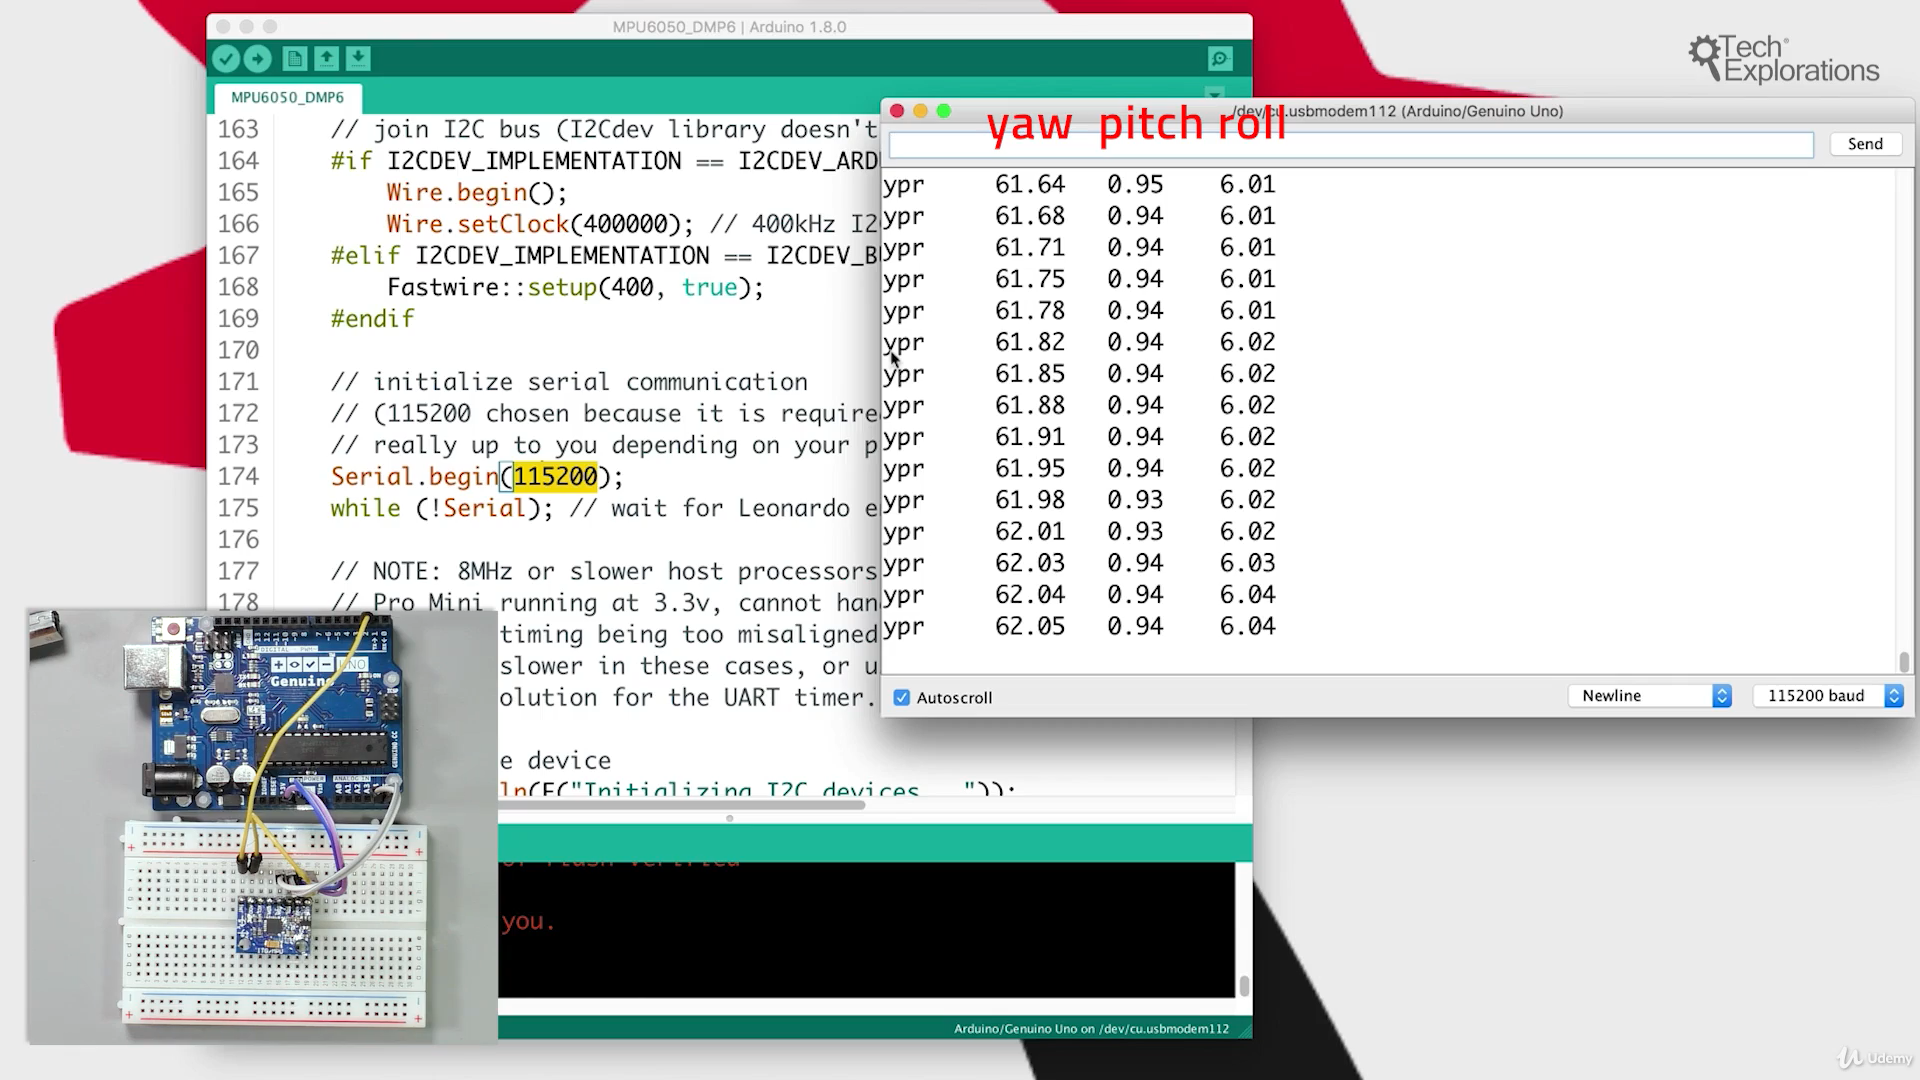 MPU6050_DMP6 | Arduino 1.8.0
Tech
Explorations
MPU6050_DMP6
163 // join I2C bus (I2Cdev library doesn't
164 #if I2CDEV_IMPLEMENTATION == I2CDEV_ARD
165 Wire.begin();
166 Wire.setClock(400000); // 400kHz I2
167 #elif I2CDEV_IMPLEMENTATION == I2CDEV_B
168 Fastwire::setup(400, true);
169 #endif
170
171 // initialize serial communication
172 // (115200 chosen because it is require
173 // really up to you depending on your p
174 Serial.begin(115200);
175 while (!Serial); // wait for Leonardo e
176
177 // NOTE: 8MHz or slower host processors
178 // Pro Mini running at 3.3v, cannot han
timing being too misaligned
slower in these cases, or u
olution for the UART timer.
e device
ln(F("Initializing I2C devices..."));
you.
Arduino/Genuino Uno on /dev/cu.usbmodem112
/dev/cu.usbmodem112 (Arduino/Genuino Uno)
yaw pitch roll
Send
ypr 61.64 0.95 6.01
ypr 61.68 0.94 6.01
ypr 61.71 0.94 6.01
ypr 61.75 0.94 6.01
ypr 61.78 0.94 6.01
ypr 61.82 0.94 6.02
ypr 61.85 0.94 6.02
ypr 61.88 0.94 6.02
ypr 61.91 0.94 6.02
ypr 61.95 0.94 6.02
ypr 61.98 0.93 6.02
ypr 62.01 0.93 6.02
ypr 62.03 0.94 6.03
ypr 62.04 0.94 6.04
ypr 62.05 0.94 6.04
Autoscroll
Newline
115200 baud
UNO
Genuino
Udemy